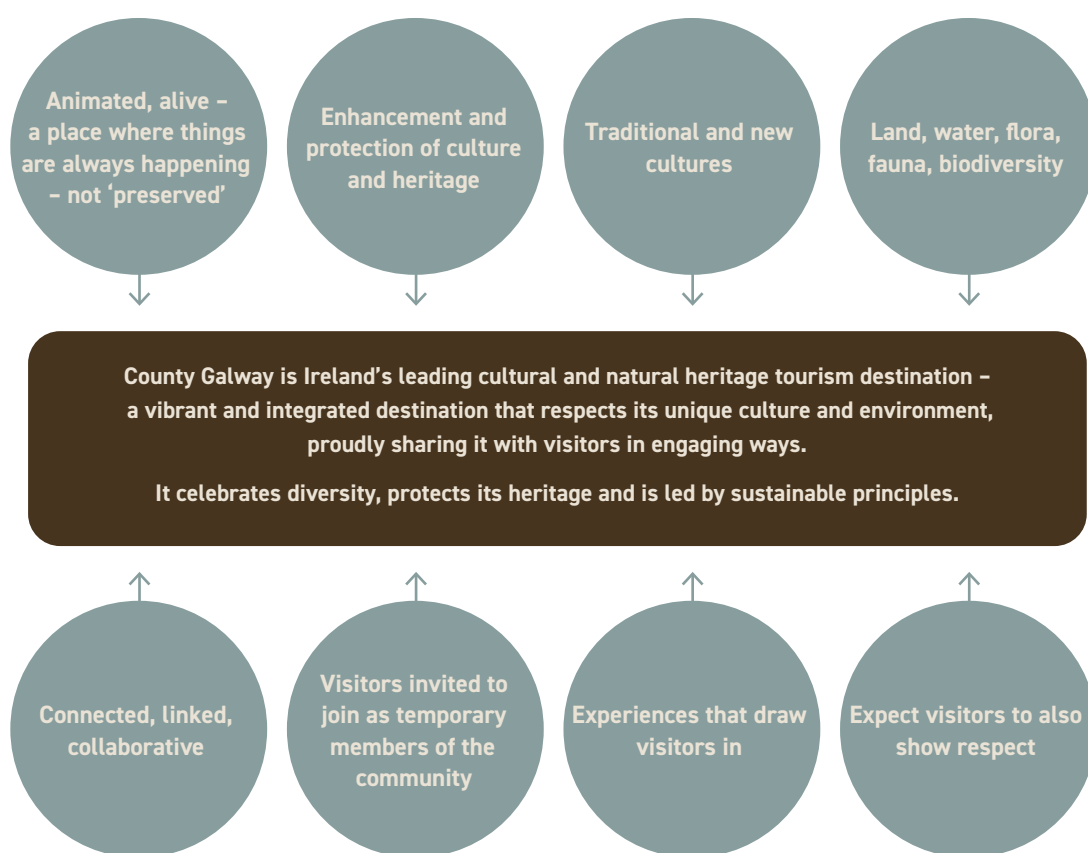 Animated, alive –
a place where things
are always happening
– not ‘preserved’
Enhancement and
protection of culture
and heritage
Traditional and new
cultures
Land, water, flora,
fauna, biodiversity
County Galway is Ireland’s leading cultural and natural heritage tourism destination –
a vibrant and integrated destination that respects its unique culture and environment,
proudly sharing it with visitors in engaging ways.
It celebrates diversity, protects its heritage and is led by sustainable principles.
Connected, linked,
collaborative
Visitors invited to
join as temporary
members of the
community
Experiences that draw
visitors in
Expect visitors to also
show respect